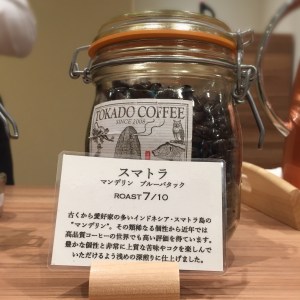 TOKADO COFFEE
SINCE 2009
スマトラ
マンデリン ブルーバタック
ROAST 7/10
古くから愛好家の多いインドネシア・スマトラ島の
"マンデリン"。その類稀なる個性から近年では
高品質コーヒーの世界でも高い評価を得ています。
豊かな個性と非常に上質な苦味やコクを楽しんで
いただけるよう浅めの深煎りに仕上げました。